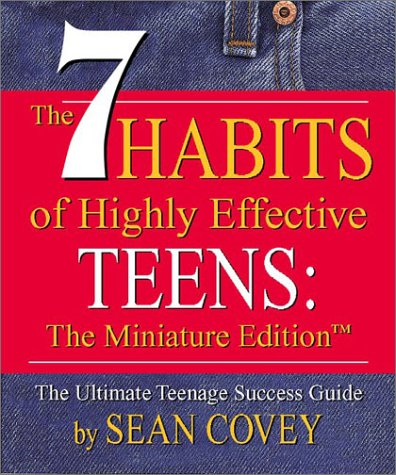 The 7 HABITS
of Highly Effective
TEENS:
The Miniature Edition™
The Ultimate Teenage Success Guide
by SEAN COVEY